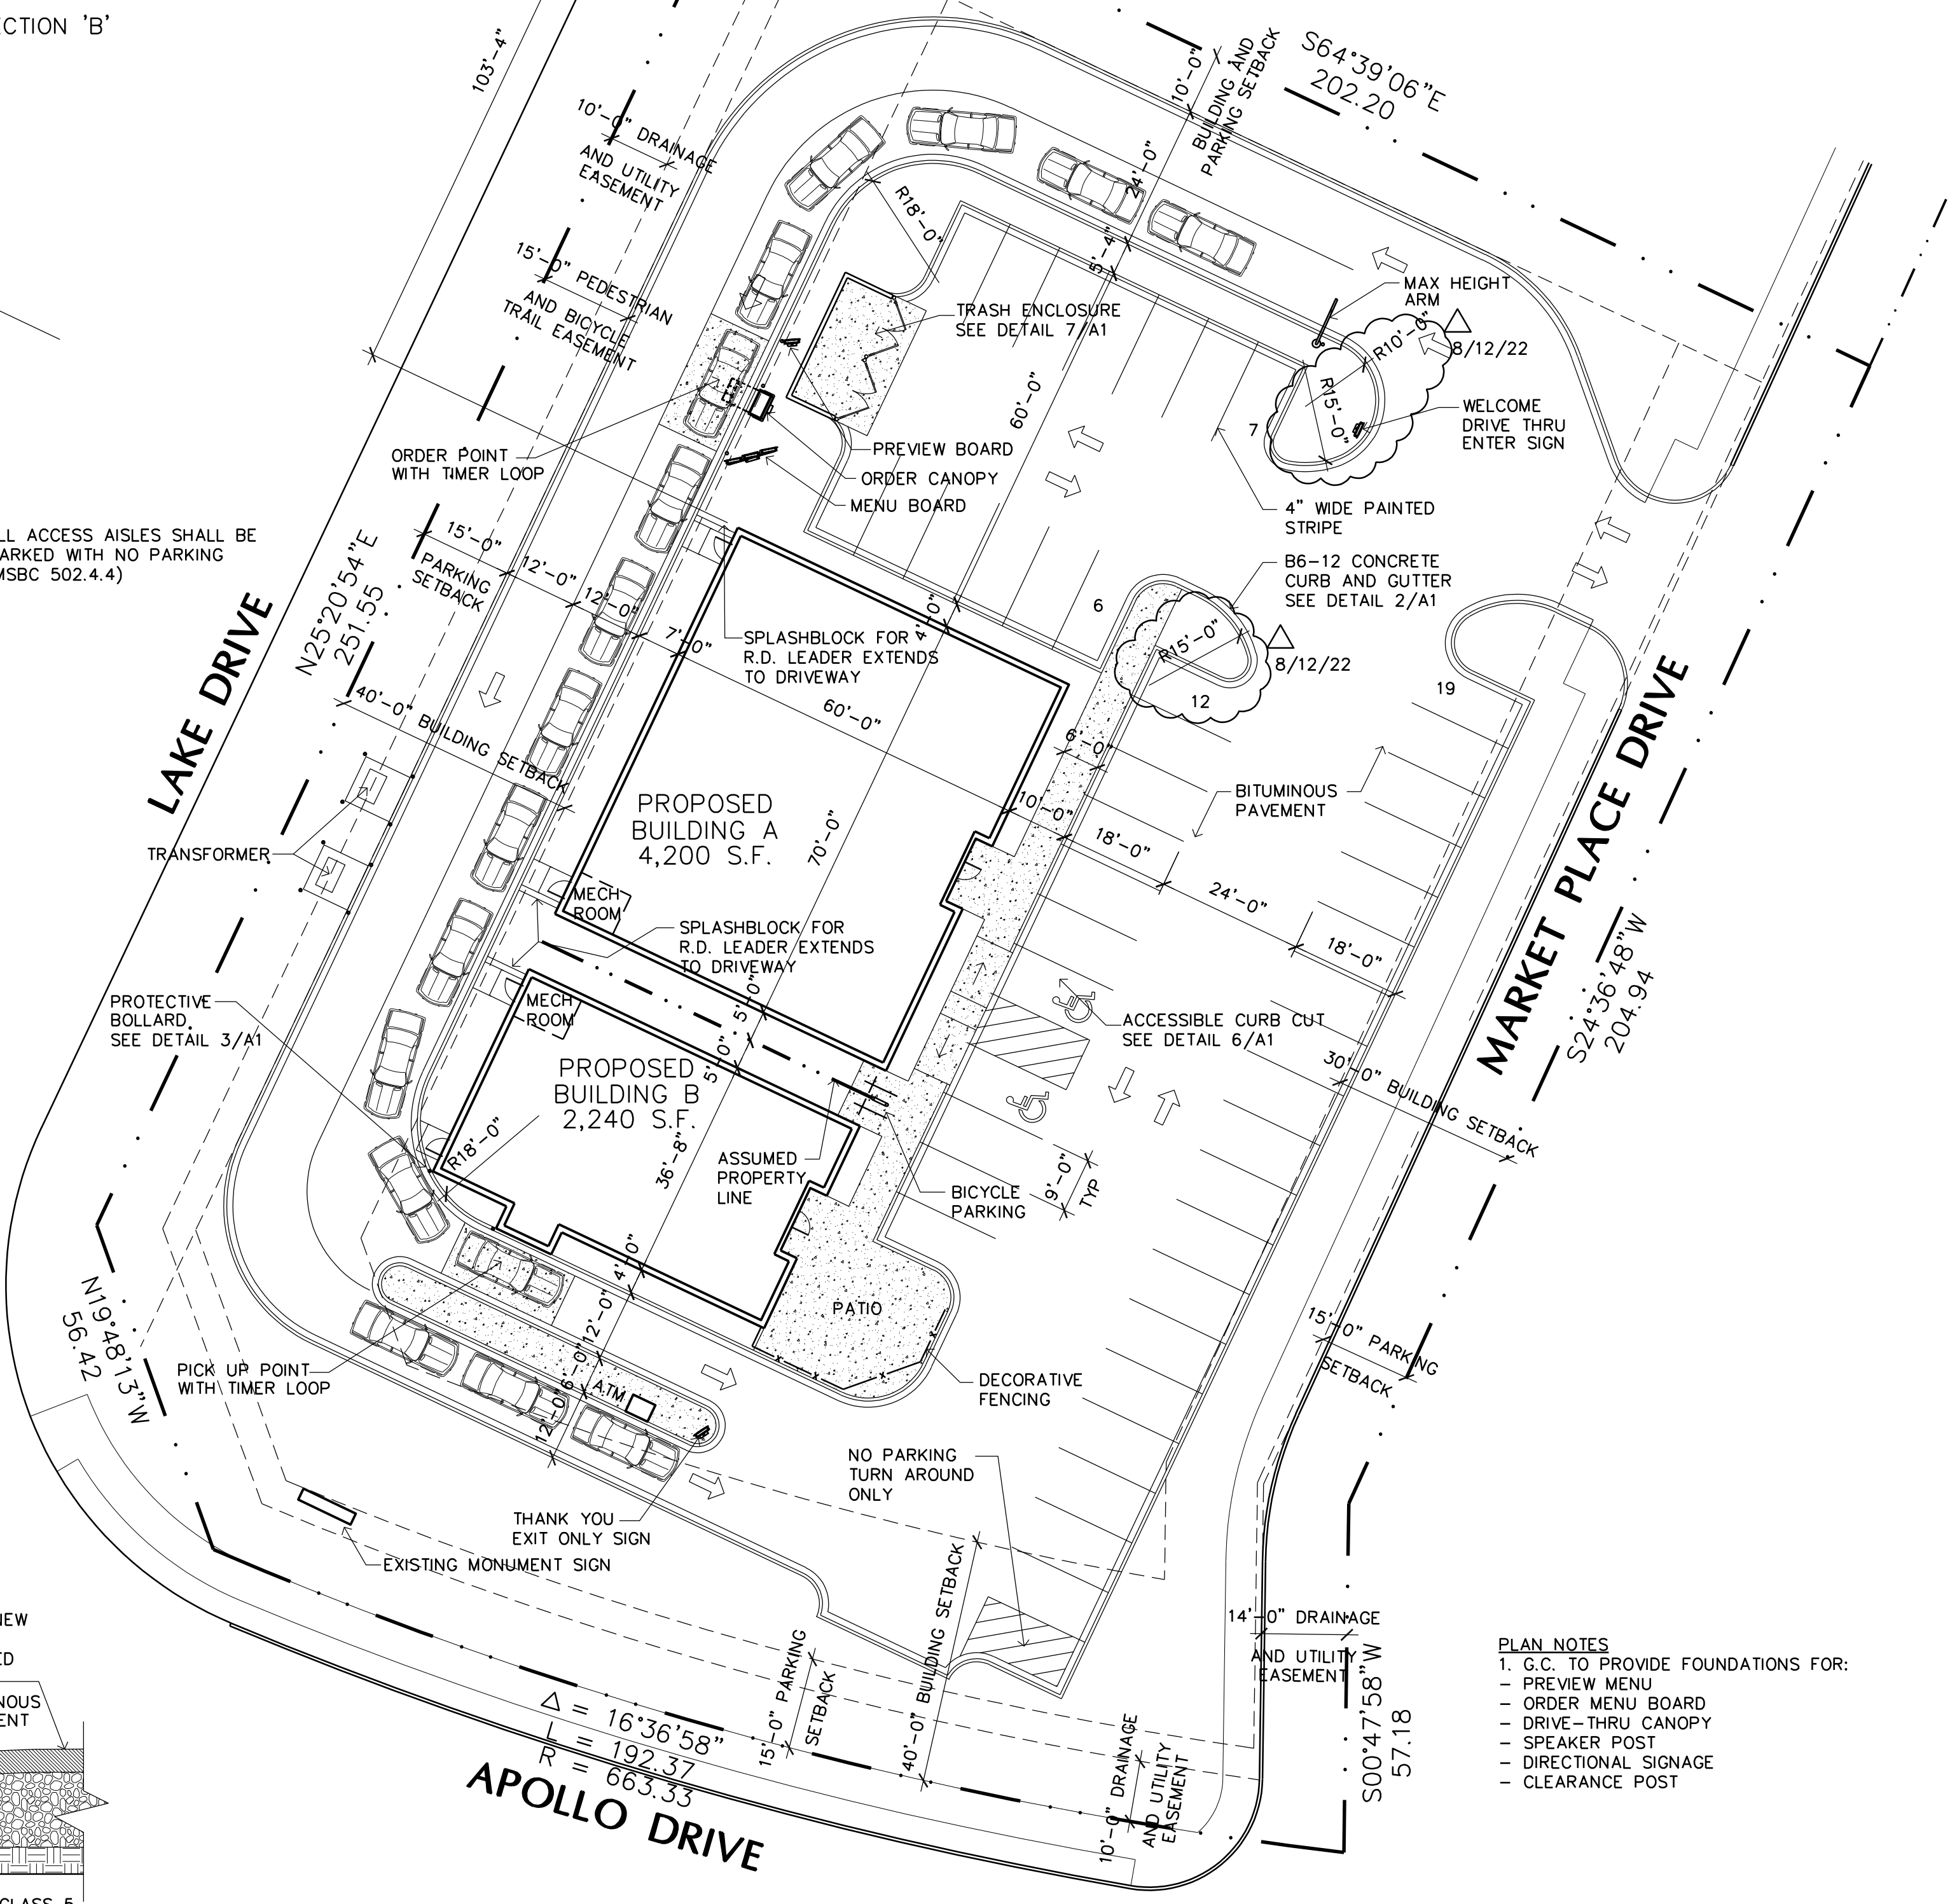 ECTION 'B'
103'-4"
10'-0" DRAINAGE
AND UTILITY
EASEMENT
15'-0" PEDESTRIAN
AND BICYCLE
TRAIL EASEMENT
10'-0"
BUILDING AND
PARKING SETBACK
S64°39'06"E
202.20
24'-0"
5'-4"
R18'-0"
MAX HEIGHT
ARM
R10'-0"
8/12/22
R15'-0"
TRASH ENCLOSURE
SEE DETAIL 7/A1
60'-0"
7
WELCOME
DRIVE THRU
ENTER SIGN
PREVIEW BOARD
ORDER CANOPY
MENU BOARD
ORDER POINT
WITH TIMER LOOP
4" WIDE PAINTED
STRIPE
B6-12 CONCRETE
CURB AND GUTTER
SEE DETAIL 2/A1
LL ACCESS AISLES SHALL BE
ARKED WITH NO PARKING
MSBC 502.4.4)
15'-0"
PARKING
SETBACK
12'-0"
12'-0"
7'-0"
4'-0"
6
R15'-0"
8/12/22
12
19
N25°20'54"E
251.55
LAKE DRIVE
SPLASHBLOCK FOR
R.D. LEADER EXTENDS
TO DRIVEWAY
60'-0"
40'-0" BUILDING SETBACK
6'-0"
PROPOSED
BUILDING A
4,200 S.F.
70'-0"
10'-0"
18'-0"
24'-0"
18'-0"
BITUMINOUS
PAVEMENT
TRANSFORMER
MECH
ROOM
SPLASHBLOCK FOR
R.D. LEADER EXTENDS
TO DRIVEWAY
MARKET PLACE DRIVE
S24°36'48"W
204.94
PROTECTIVE
BOLLARD.
SEE DETAIL 3/A1
MECH
ROOM
5'-0"
5'-0"
ACCESSIBLE CURB CUT
SEE DETAIL 6/A1
PROPOSED
BUILDING B
2,240 S.F.
30'-0" BUILDING SETBACK
R18'-0"
36'-8"
ASSUMED
PROPERTY
LINE
BICYCLE
PARKING
9'-0"
TYP
4'-0"
12'-0"
6'-0"
12'-0"
PATIO
15'-0" PARKING
SETBACK
N19°48'13"W
56.42
PICK UP POINT
WITH TIMER LOOP
ATM
DECORATIVE
FENCING
NO PARKING
TURN AROUND
ONLY
THANK YOU
EXIT ONLY SIGN
EXISTING MONUMENT SIGN
14'-0" DRAINAGE
AND UTILITY
EASEMENT
15'-0" PARKING
SETBACK
40'-0" BUILDING SETBACK
10'-0" DRAINAGE
AND UTILITY
EASEMENT
S00°47'58"W
57.18
Δ = 16°36'58"
L = 192.37
R = 663.33
APOLLO DRIVE
NEW
ED
NOUS
ENT
CLASS 5
PLAN NOTES
1. G.C. TO PROVIDE FOUNDATIONS FOR:
- PREVIEW MENU
- ORDER MENU BOARD
- DRIVE-THRU CANOPY
- SPEAKER POST
- DIRECTIONAL SIGNAGE
- CLEARANCE POST